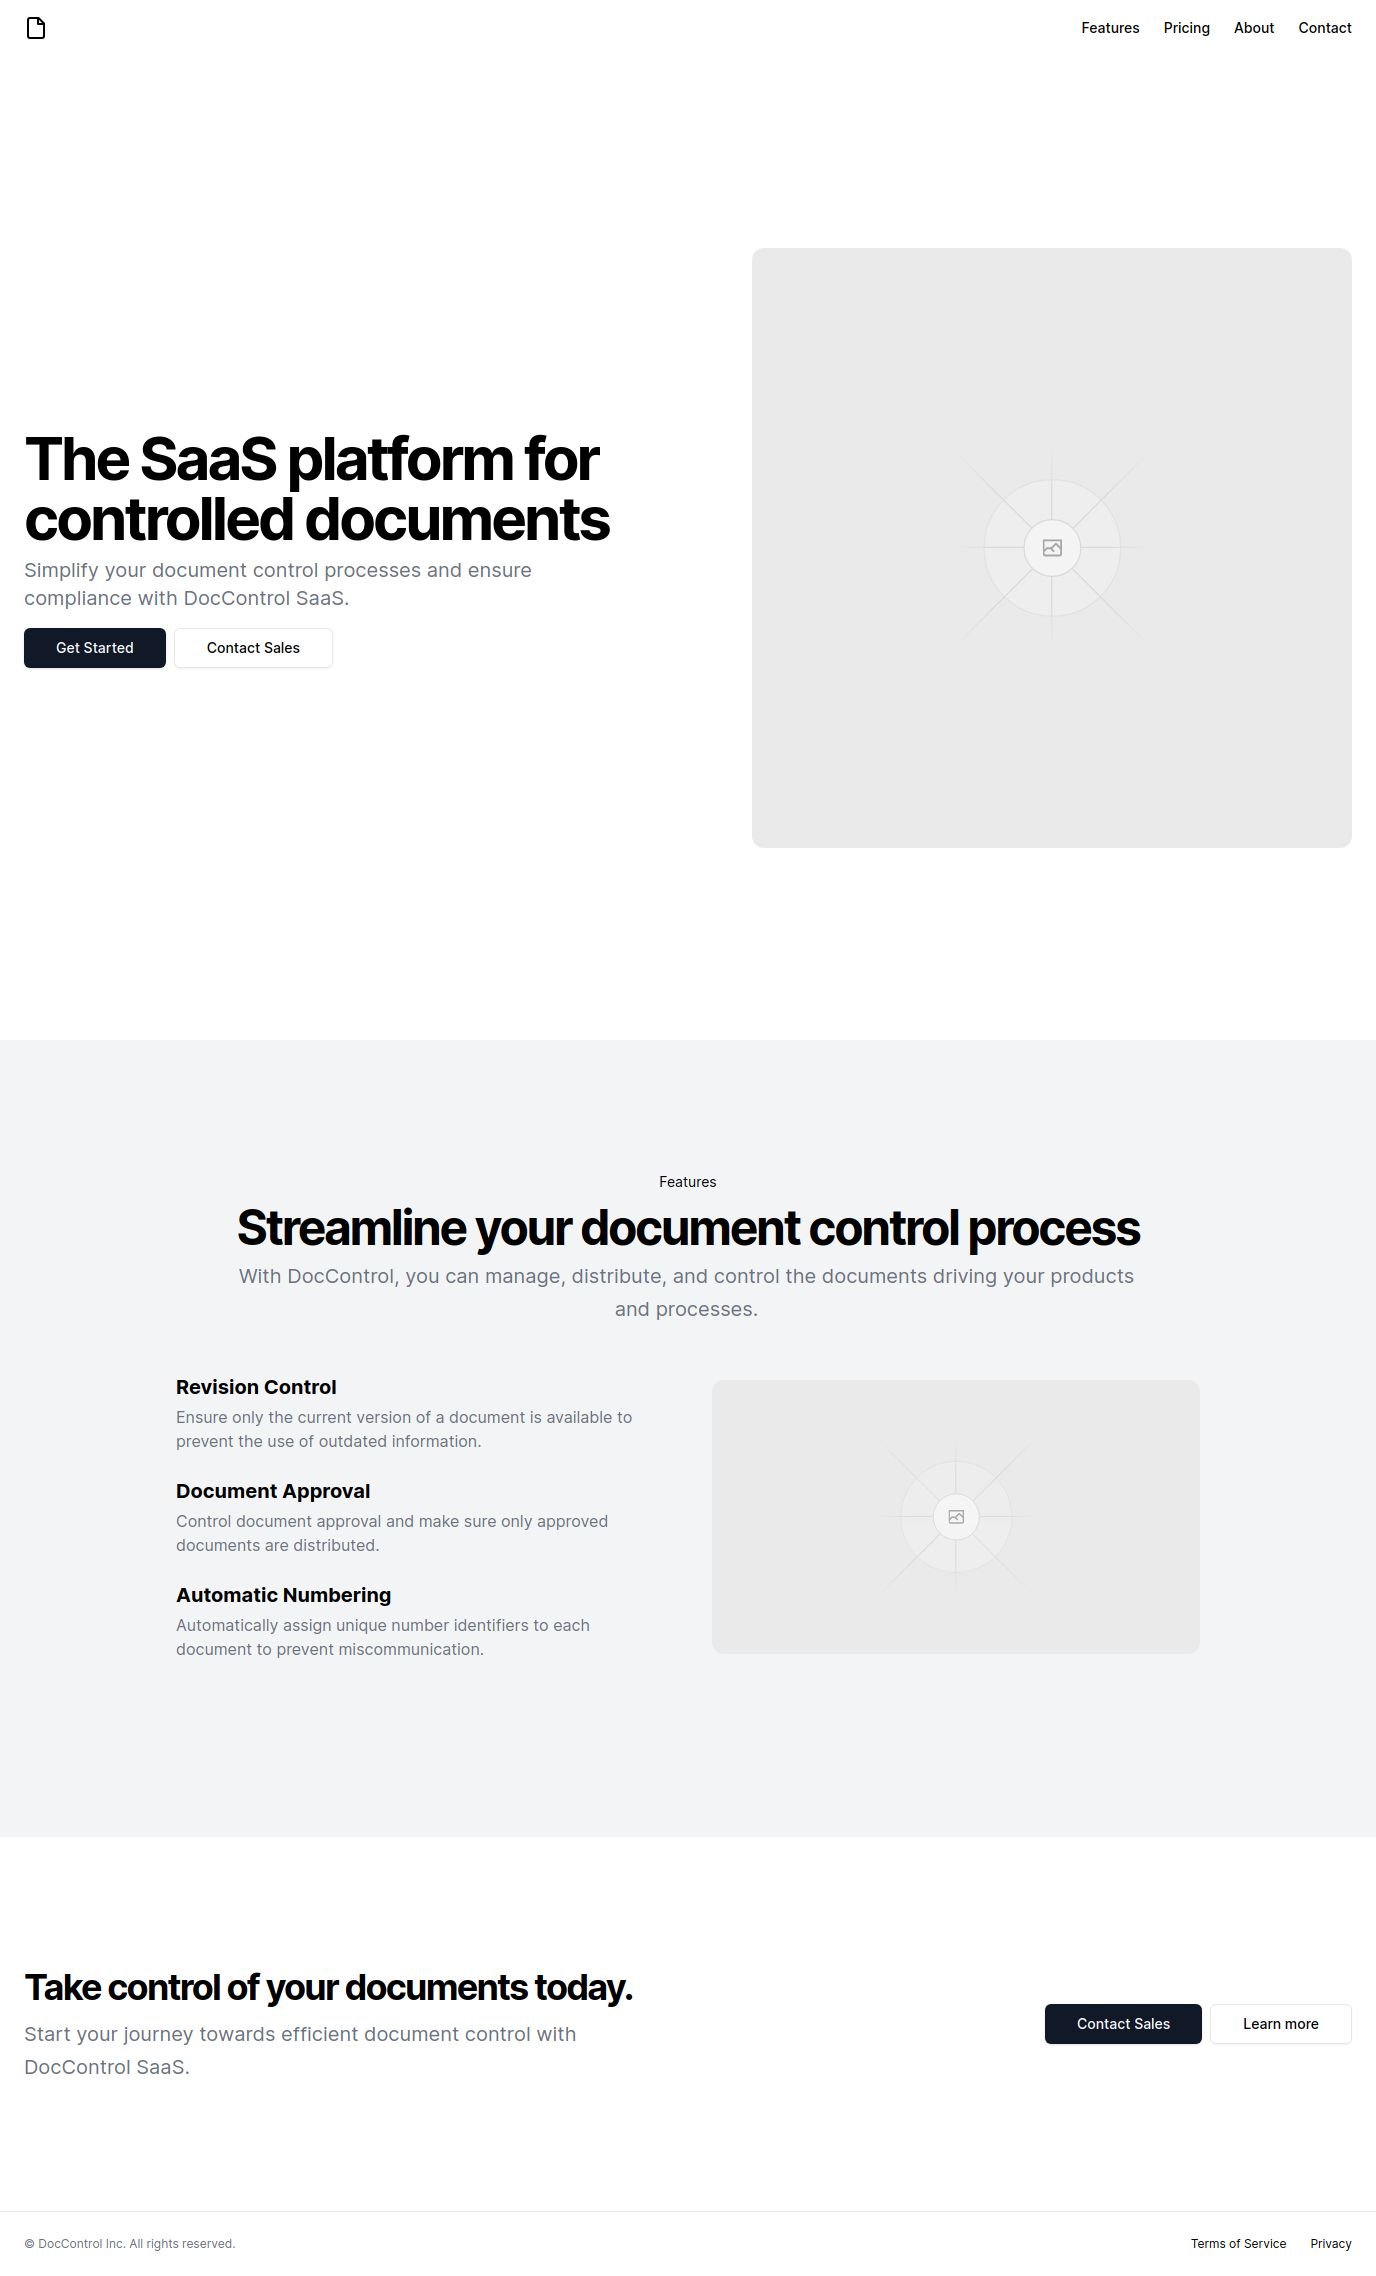 Features Pricing About Contact
The SaaS platform for
controlled documents
Simplify your document control processes and ensure
compliance with DocControl SaaS.
Get Started Contact Sales
Features
Streamline your document control process
With DocControl, you can manage, distribute, and control the documents driving your products
and processes.
Revision Control
Ensure only the current version of a document is available to
prevent the use of outdated information.
Document Approval
Control document approval and make sure only approved
documents are distributed.
Automatic Numbering
Automatically assign unique number identifiers to each
document to prevent miscommunication.
Take control of your documents today.
Start your journey towards efficient document control with
DocControl SaaS.
Contact Sales Learn more
© DocControl Inc. All rights reserved.
Terms of Service Privacy